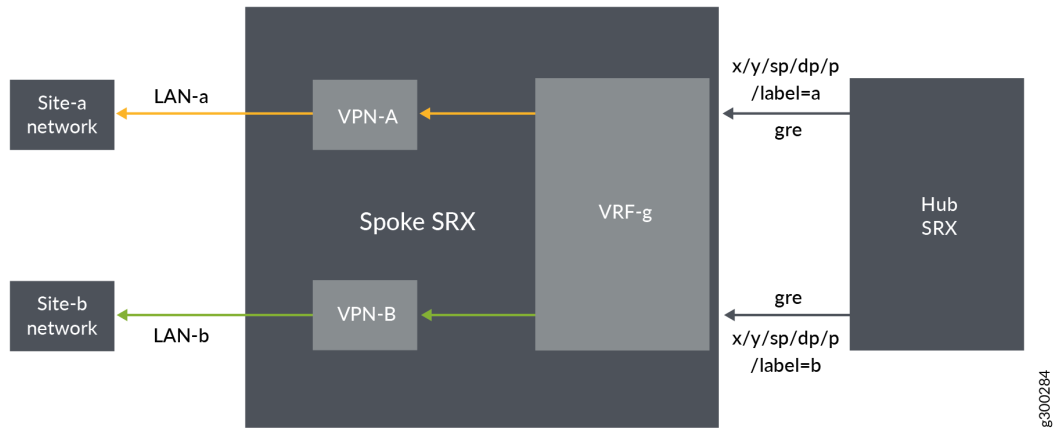 Site-a
network
LAN-a
VPN-A
x/y/sp/dp/p
/label=a
gre
Spoke SRX
VRF-g
Hub
SRX
Site-b
network
LAN-b
VPN-B
gre
x/y/sp/dp/p
/label=b
g300284